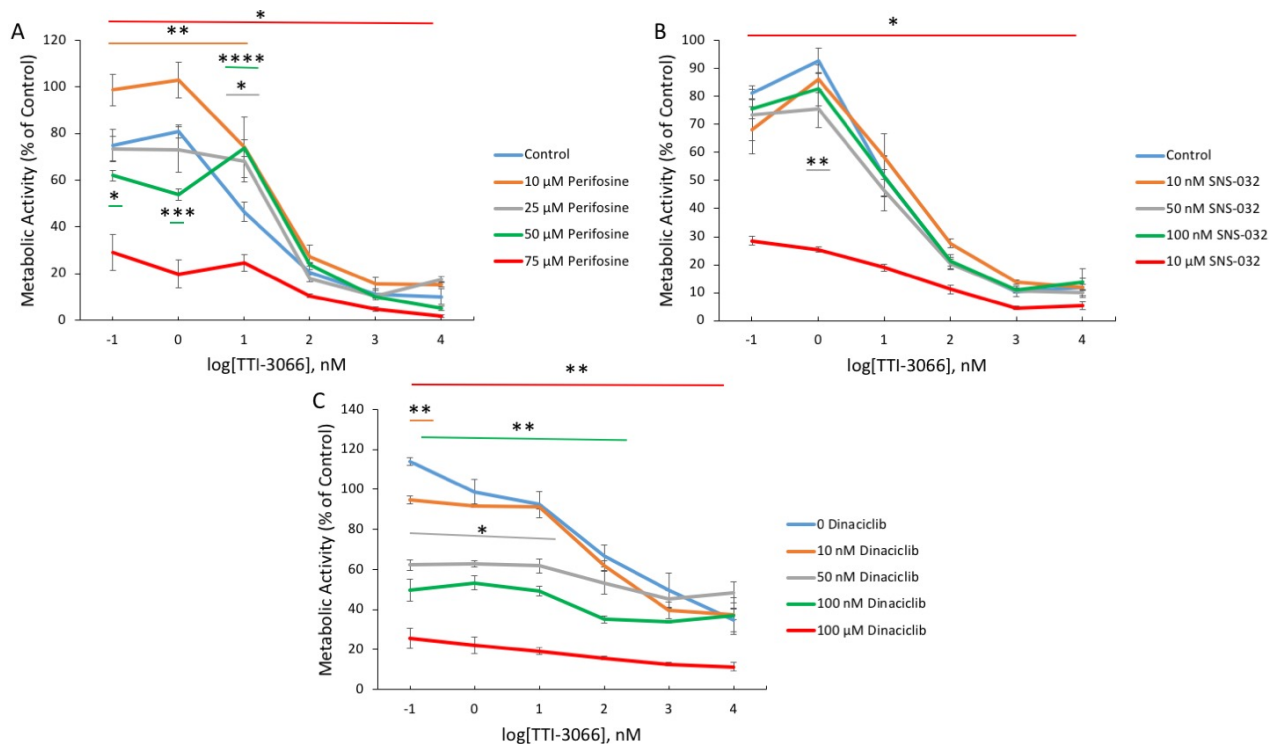 A
*
**
****
*
*
***
Metabolic Activity (% of Control)
120
100
80
60
40
20
0
-1 0 1 2 3 4
log[TTI-3066], nM
Control
10 µM Perifosine
25 µM Perifosine
50 µM Perifosine
75 µM Perifosine
B
*
**
Metabolic Activity (% of Control)
100
90
80
70
60
50
40
30
20
10
0
-1 0 1 2 3 4
log[TTI-3066], nM
Control
10 nM SNS-032
50 nM SNS-032
100 nM SNS-032
10 µM SNS-032
C
**
**
**
*
Metabolic Activity (% of Control)
140
120
100
80
60
40
20
0
-1 0 1 2 3 4
log[TTI-3066], nM
0 Dinaciclib
10 nM Dinaciclib
50 nM Dinaciclib
100 nM Dinaciclib
100 µM Dinaciclib